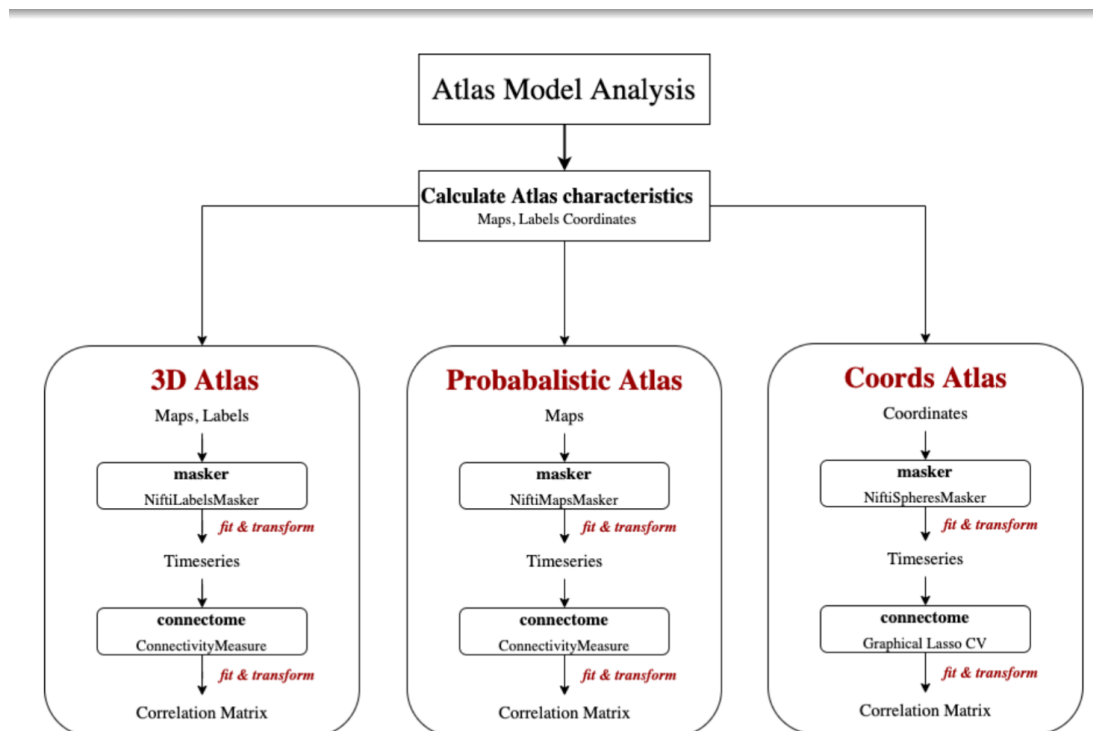 Atlas Model Analysis
Calculate Atlas characteristics
Maps, Labels Coordinates
3D Atlas
Maps, Labels
masker
NiftiLabelsMasker
fit & transform
Timeseries
connectome
ConnectivityMeasure
fit & transform
Correlation Matrix
Probabalistic Atlas
Maps
masker
NiftiMapsMasker
fit & transform
Timeseries
connectome
ConnectivityMeasure
fit & transform
Correlation Matrix
Coords Atlas
Coordinates
masker
NiftiSpheresMasker
fit & transform
Timeseries
connectome
Graphical Lasso CV
fit & transform
Correlation Matrix